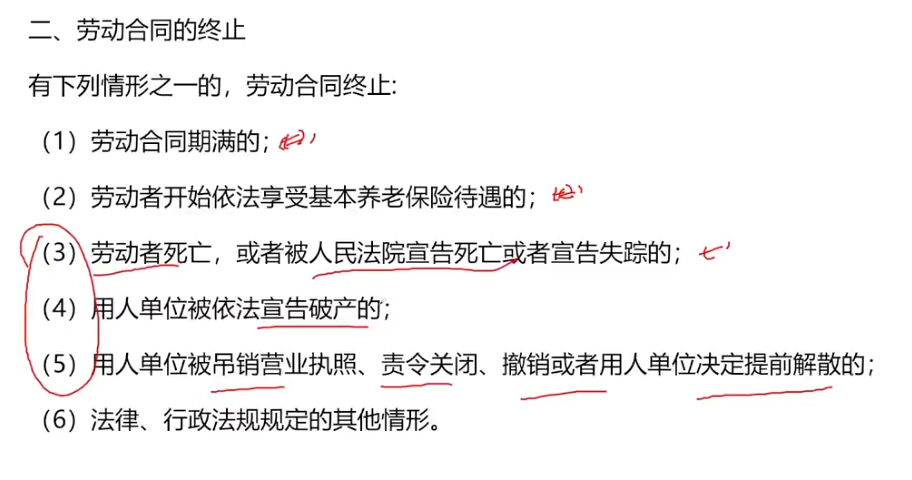 二、劳动合同的终止
有下列情形之一的，劳动合同终止:
（1）劳动合同期满的；
（2）劳动者开始依法享受基本养老保险待遇的；
（3）劳动者死亡，或者被人民法院宣告死亡或者宣告失踪的；
（4）用人单位被依法宣告破产的；
（5）用人单位被吊销营业执照、责令关闭、撤销或者用人单位决定提前解散的；
（6）法律、行政法规规定的其他情形。